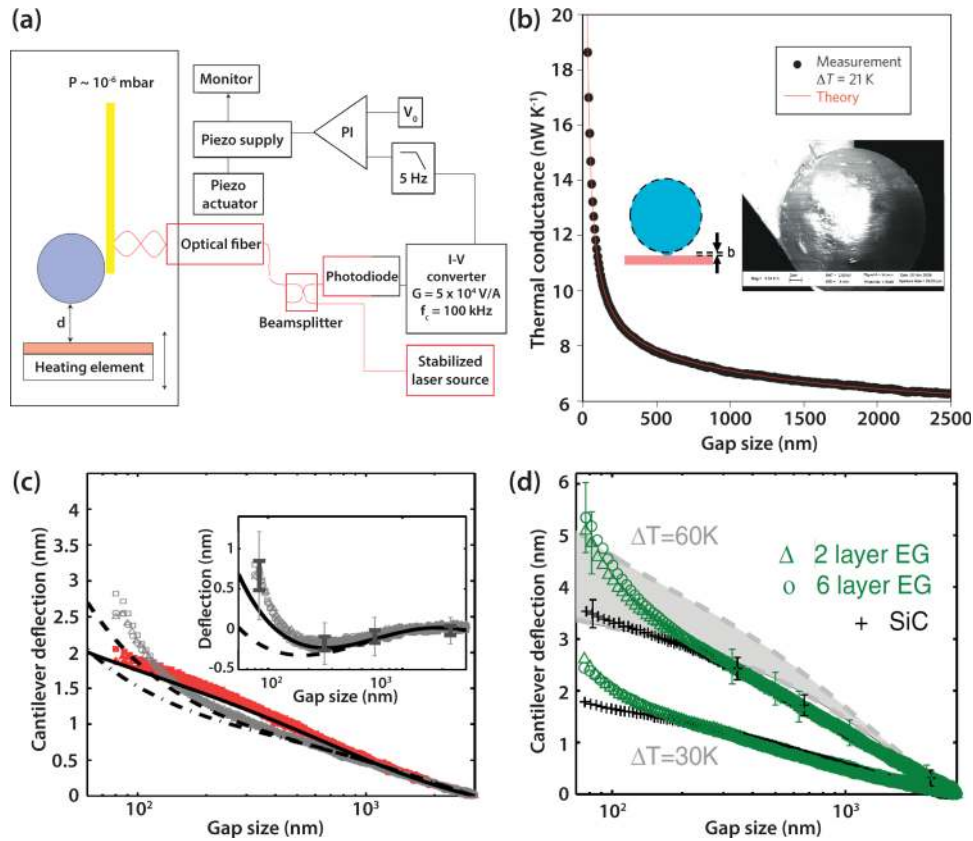 (a)
P ~ 10⁻⁶ mbar
Monitor
Piezo supply
Piezo actuator
PI
V₀
5 Hz
Optical fiber
Beamsplitter
Photodiode
I-V
converter
G = 5 x 10⁴ V/A
f_c = 100 kHz
Stabilized
laser source
d
Heating element
(b)
Thermal conductance (nW K⁻¹)
20
18
16
14
12
10
8
6
Measurement
ΔT = 21 K
Theory
b
0 500 1000 1500 2000 2500
Gap size (nm)
(c)
Cantilever deflection (nm)
4
3.5
3
2.5
2
1.5
1
0.5
0
10² 10³
Gap size (nm)
Deflection (nm)
1
0.5
0
-0.5
10² 10³
Gap size (nm)
(d)
Cantilever deflection (nm)
6
5
4
3
2
1
0
ΔT=60K
ΔT=30K
Δ 2 layer EG
o 6 layer EG
+ SiC
10² 10³
Gap size (nm)